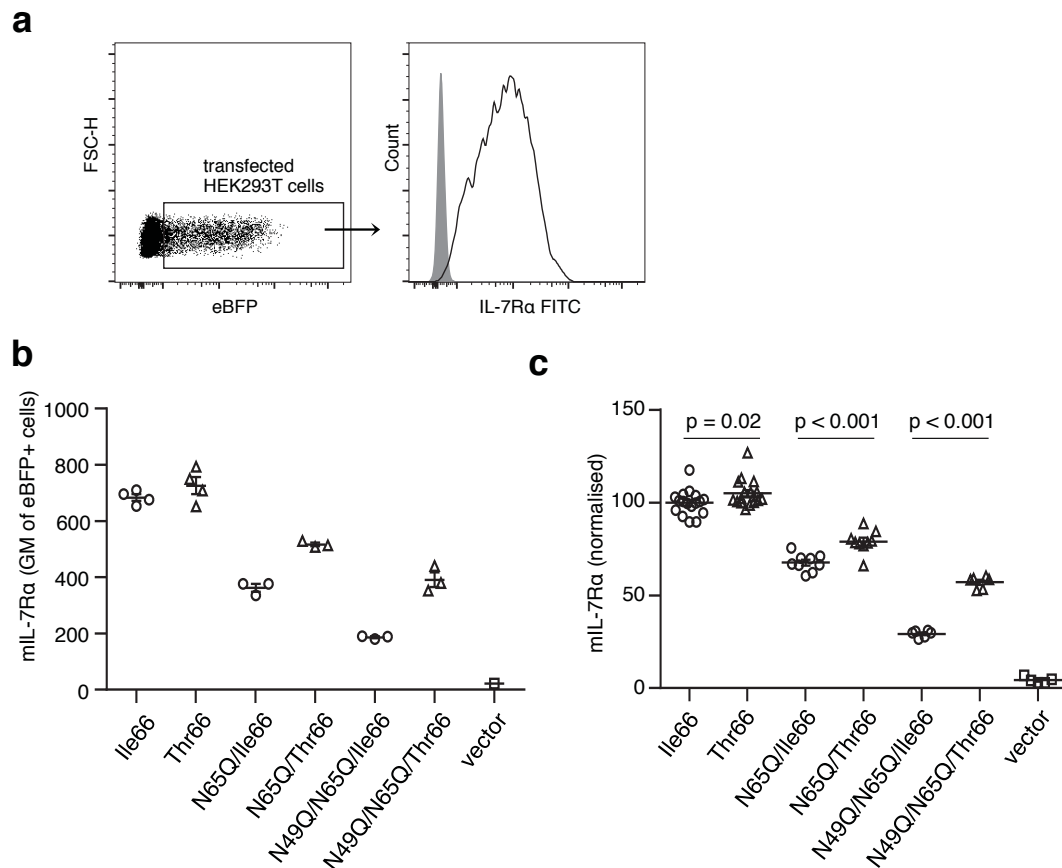 a
FSC-H
transfected
HEK293T cells
eBFP
Count
IL-7Rα FITC
b
mIL-7Rα (GM of eBFP+ cells)
1000
800
600
400
200
0
Ile66
Thr66
N65Q/Ile66
N65Q/Thr66
N49Q/N65Q/Ile66
N49Q/N65Q/Thr66
vector
c
mIL-7Rα (normalised)
150
100
50
0
p = 0.02
p < 0.001
p < 0.001
Ile66
Thr66
N65Q/Ile66
N65Q/Thr66
N49Q/N65Q/Ile66
N49Q/N65Q/Thr66
vector